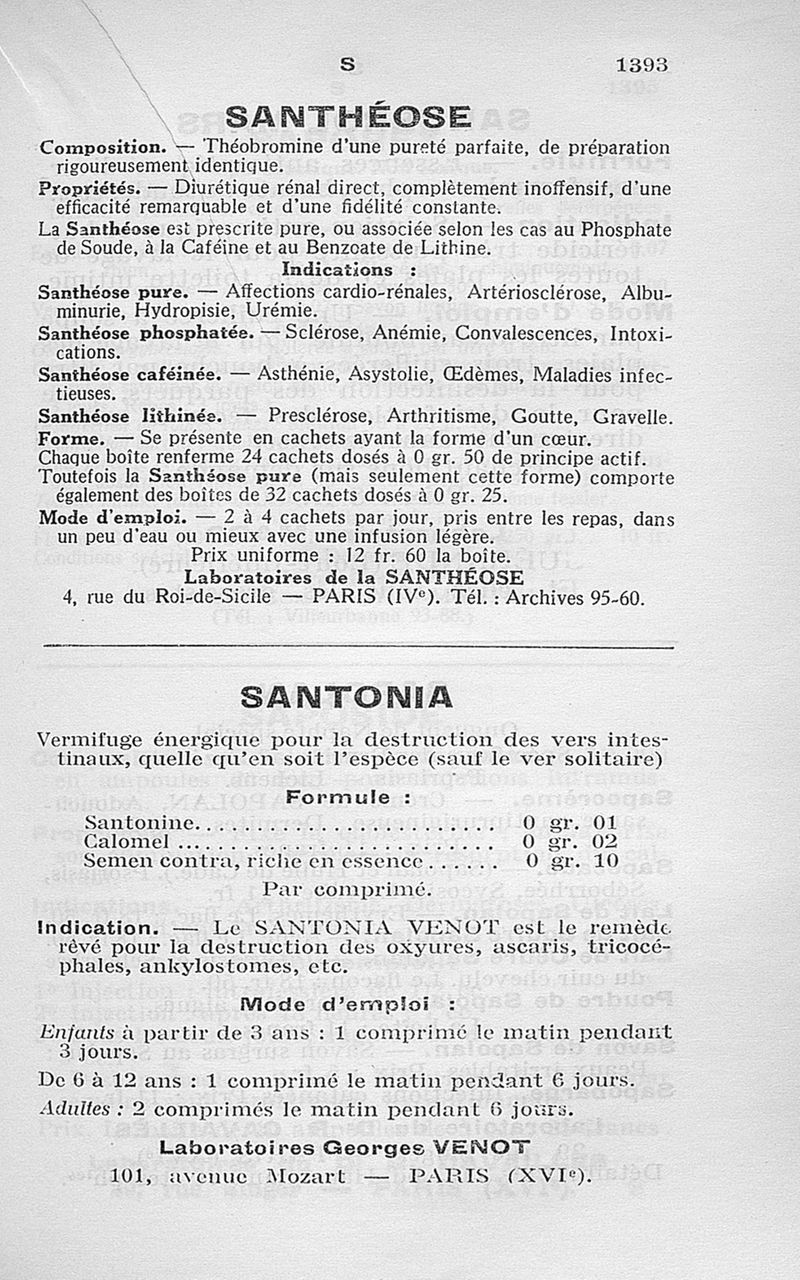 S 1393
SANTHÉOSE
Composition. — Théobromine d'une pureté parfaite, de préparation
rigoureusement identique.
Propriétés. — Diurétique rénal direct, complètement inoffensif, d'une
efficacité remarquable et d'une fidélité constante.
La Santhéose est prescrite pure, ou associée selon les cas au Phosphate
de Soude, à la Caféine et au Benzoate de Lithine.
Indications :
Santhéose pure. — Affections cardio-rénales, Artériosclérose, Albu-
minurie, Hydropisie, Urémie.
Santhéose phosphatée. — Sclérose, Anémie, Convalescences, Intoxi-
cations.
Santhéose caféinée. — Asthénie, Asystolie, Œdèmes, Maladies infec-
tieuses.
Santhéose lithinée. — Presclérose, Arthritisme, Goutte, Gravelle.
Forme. — Se présente en cachets ayant la forme d'un cœur.
Chaque boîte renferme 24 cachets dosés à 0 gr. 50 de principe actif.
Toutefois la Santhéose pure (mais seulement cette forme) comporte
également des boîtes de 32 cachets dosés à 0 gr. 25.
Mode d'emploi. — 2 à 4 cachets par jour, pris entre les repas, dans
un peu d'eau ou mieux avec une infusion légère.
Prix uniforme : 12 fr. 60 la boîte.
Laboratoires de la SANTHÉOSE
4, rue du Roi-de-Sicile — PARIS (IVe). Tél. : Archives 95-60.
SANTONIA
Vermifuge énergique pour la destruction des vers intes-
tinaux, quelle qu'en soit l'espèce (sauf le ver solitaire)
Formule :
Santonine........................ 0 gr. 01
Calomel ......................... 0 gr. 02
Semen contra, riche en essence...... 0 gr. 10
Par comprimé.
Indication. — Le SANTONIA VENOT est le remède
rêvé pour la destruction des oxyures, ascaris, tricocé-
phales, ankylostomes, etc.
Mode d'emploi :
Enfants à partir de 3 ans : 1 comprimé le matin pendant
3 jours.
De 6 à 12 ans : 1 comprimé le matin pendant 6 jours.
Adultes : 2 comprimés le matin pendant 6 jours.
Laboratoires Georges VENOT
101, avenue Mozart — PARIS (XVIe).